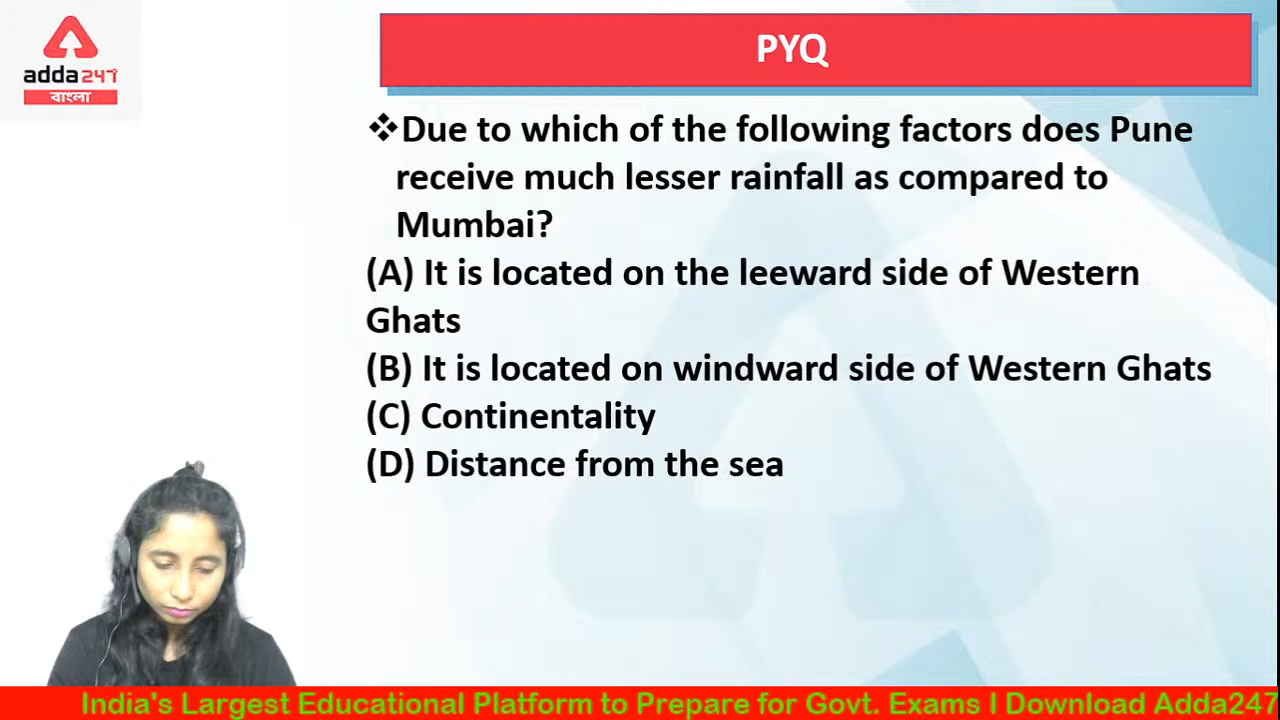 adda247
বাংলা
PYQ
❖Due to which of the following factors does Pune
receive much lesser rainfall as compared to
Mumbai?
(A) It is located on the leeward side of Western
Ghats
(B) It is located on windward side of Western Ghats
(C) Continentality
(D) Distance from the sea
India's Largest Educational Platform to Prepare for Govt. Exams I Download Adda247